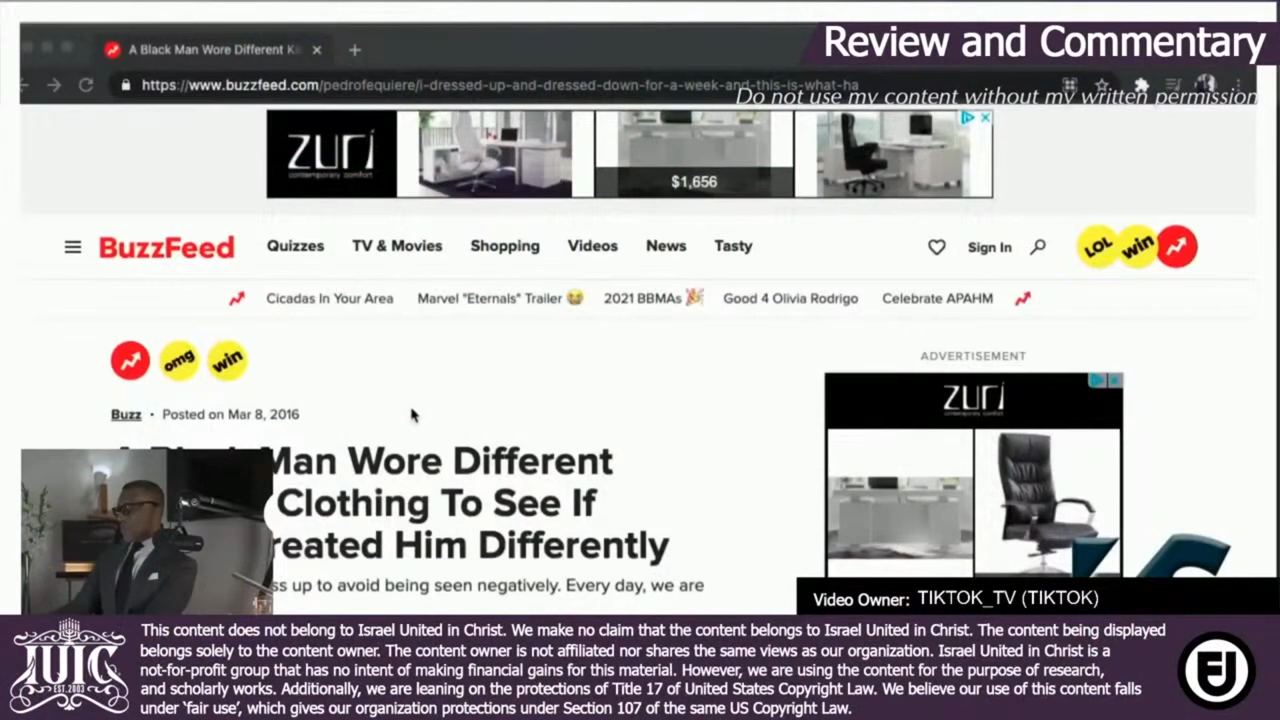 Review and Commentary
A Black Man Wore Different Ki
https://www.buzzfeed.com/pedrofequiere/i-dressed-up-and-dressed-down-for-a-week-and-this-is-what-ha
Do not use my content without my written permission
zuri
contemporary comfort
$1,656
BuzzFeed
Quizzes TV & Movies Shopping Videos News Tasty
Sign In
LOL win
Cicadas In Your Area Marvel "Eternals" Trailer 😂 2021 BBMAs 🎉 Good 4 Olivia Rodrigo Celebrate APAHM
omg win
ADVERTISEMENT
zuri
Buzz · Posted on Mar 8, 2016
Man Wore Different
Clothing To See If
reated Him Differently
ss up to avoid being seen negatively. Every day, we are
Video Owner: TIKTOK_TV (TIKTOK)
IUIC
EST.2003
This content does not belong to Israel United in Christ. We make no claim that the content belongs to Israel United in Christ. The content being displayed
belongs solely to the content owner. The content owner is not affiliated nor shares the same views as our organization. Israel United in Christ is a
not-for-profit group that has no intent of making financial gains for this material. However, we are using the content for the purpose of research,
and scholarly works. Additionally, we are leaning on the protections of Title 17 of United States Copyright Law. We believe our use of this content falls
under 'fair use', which gives our organization protections under Section 107 of the same US Copyright Law.